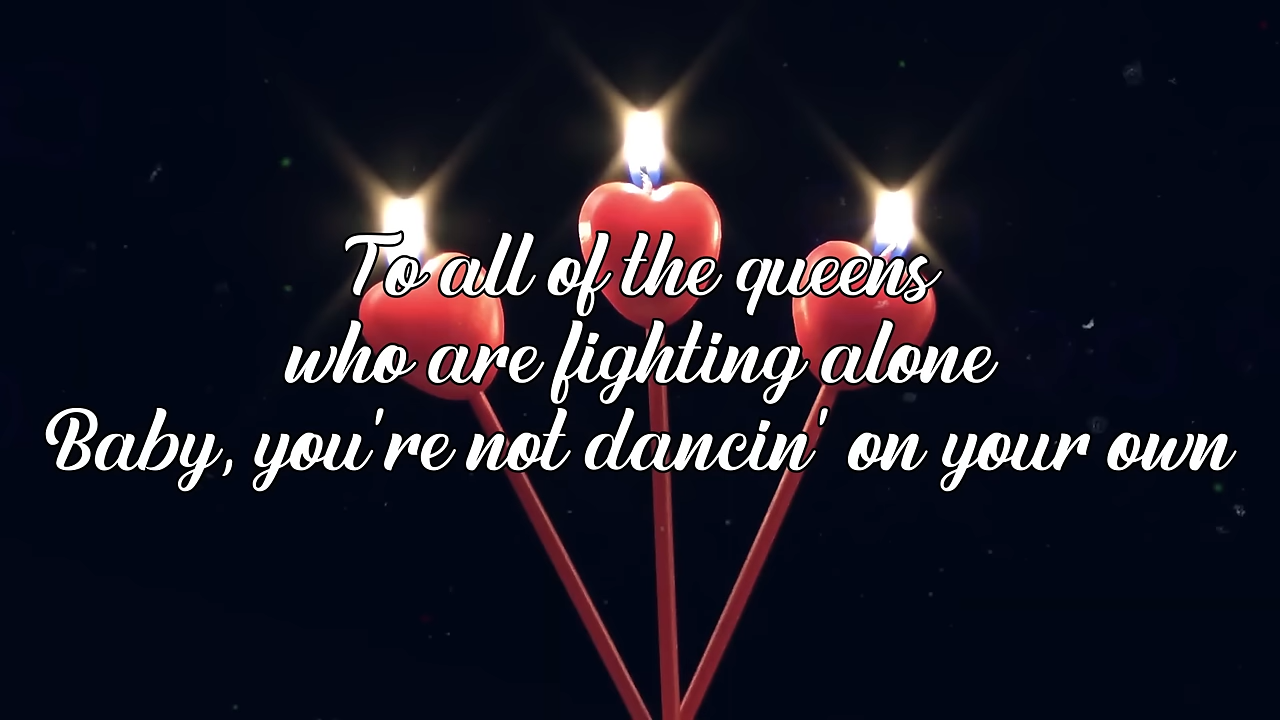 To all of the queens
who are fighting alone
Baby, you're not dancin' on your own